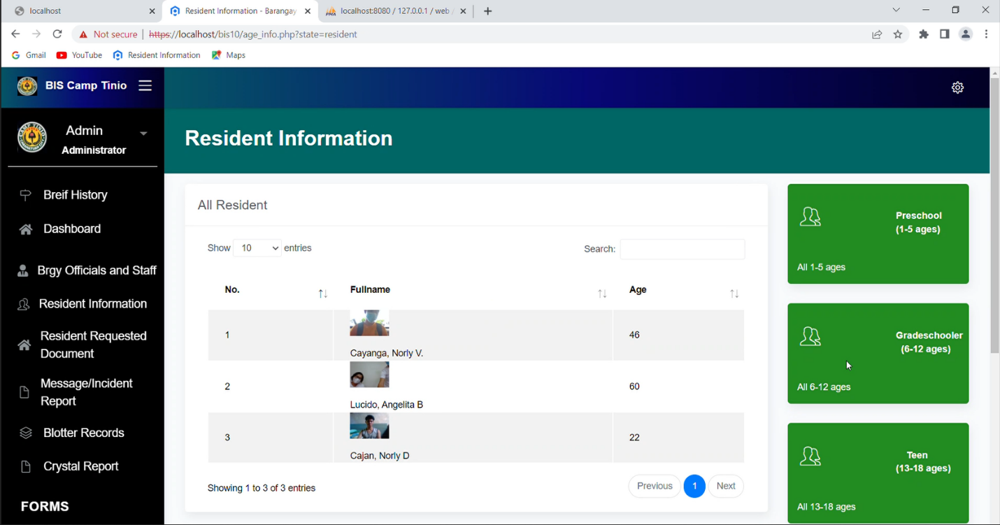 localhost
Resident Information - Barangay
localhost:8080 / 127.0.0.1 / web
Not secure
https://localhost/bis10/age_info.php?state=resident
Gmail
YouTube
Resident Information
Maps
BIS Camp Tinio
Admin
Administrator
Breif History
Dashboard
Brgy Officials and Staff
Resident Information
Resident Requested
Document
Message/Incident
Report
Blotter Records
Crystal Report
FORMS
Resident Information
All Resident
Show 10 entries
Search:
No. Fullname Age
1 Cayanga, Norly V. 46
2 Lucido, Angelita B 60
3 Cajan, Norly D 22
Showing 1 to 3 of 3 entries
Previous 1 Next
Preschool
(1-5 ages)
All 1-5 ages
Gradeschooler
(6-12 ages)
All 6-12 ages
Teen
(13-18 ages)
All 13-18 ages